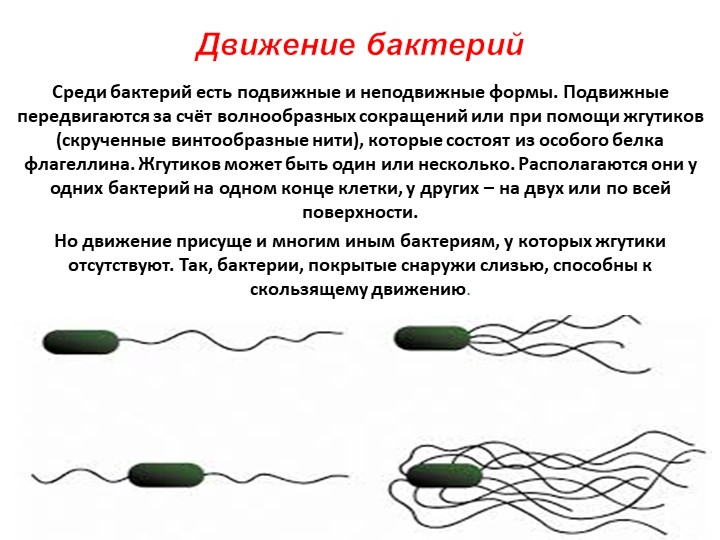 Движение бактерий
Среди бактерий есть подвижные и неподвижные формы. Подвижные
передвигаются за счёт волнообразных сокращений или при помощи жгутиков
(скрученные винтообразные нити), которые состоят из особого белка
флагеллина. Жгутиков может быть один или несколько. Располагаются они у
одних бактерий на одном конце клетки, у других – на двух или по всей
поверхности.
Но движение присуще и многим иным бактериям, у которых жгутики
отсутствуют. Так, бактерии, покрытые снаружи слизью, способны к
скользящему движению.